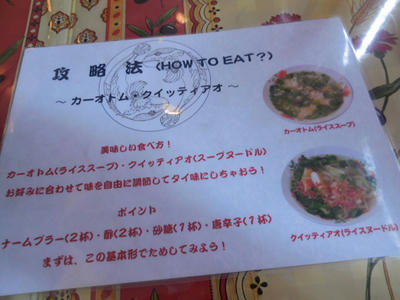 攻略法 (HOW TO EAT?)
～ カーオトム・クイッティアオ ～
美味しい食べ方！
カーオトム(ライススープ)・クイッティアオ(スープヌードル)
お好みに合わせて味を自由に調節してタイ味にしちゃおう！
ポイント
ナームプラー(2杯)・酢(2杯)・砂糖(1杯)・唐辛子(1杯)
まずは、この基本形でためしてみよう！
カーオトム(ライススープ)
クイッティアオ(ライスヌードル)